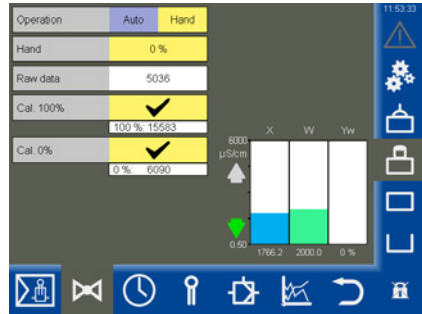 11:53:33
Operation Auto Hand
Hand 0 %
Raw data 5036
Cal. 100%
100 %: 15583
Cal. 0%
0 %: 6090
X W Yw
6000
µS/cm
0.50
1766.2 2000.0 0 %